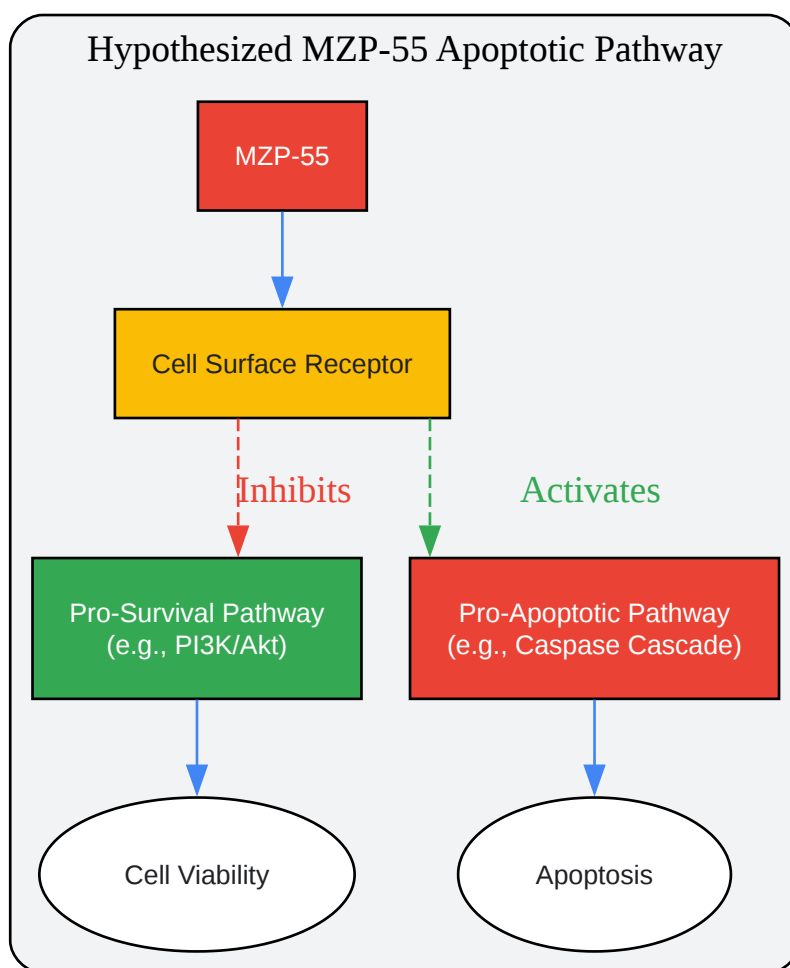 Hypothesized MZP-55 Apoptotic Pathway
MZP-55
Cell Surface Receptor
Inhibits
Activates
Pro-Survival Pathway
(e.g., PI3K/Akt)
Pro-Apoptotic Pathway
(e.g., Caspase Cascade)
Cell Viability
Apoptosis